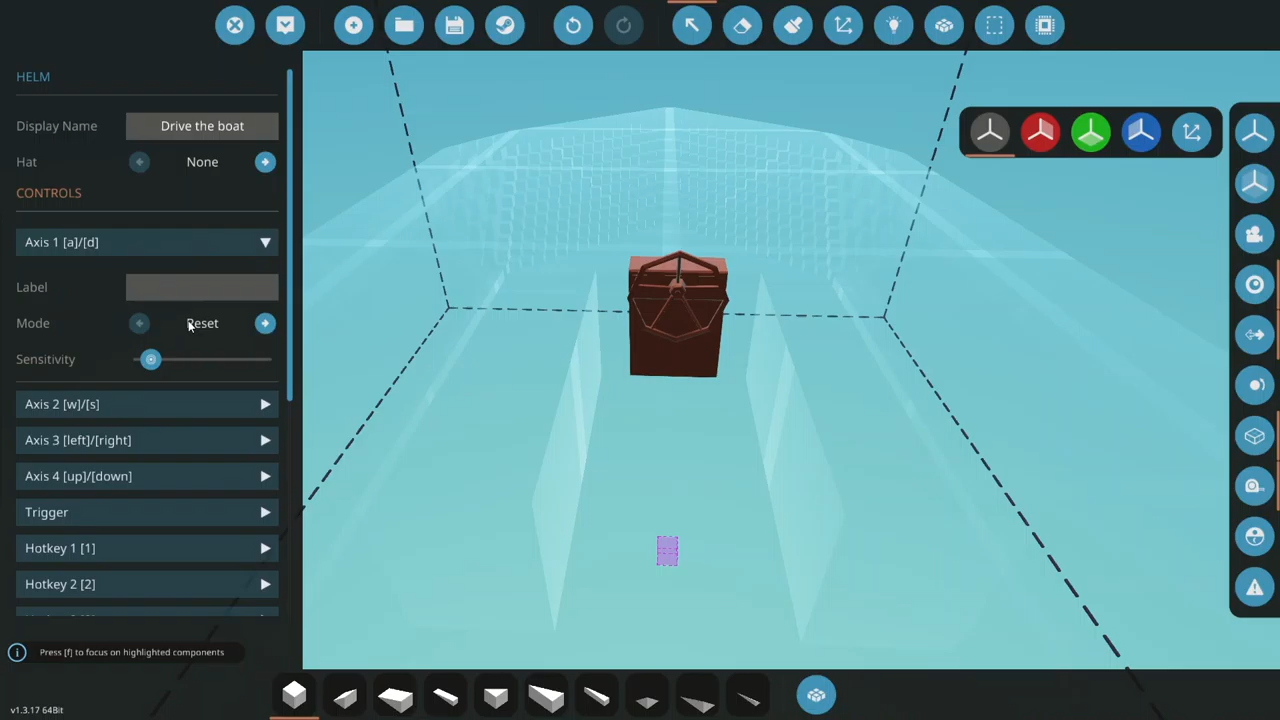 HELM
Display Name Drive the boat
Hat None
CONTROLS
Axis 1 [a]/[d]
Label
Mode Reset
Sensitivity
Axis 2 [w]/[s]
Axis 3 [left]/[right]
Axis 4 [up]/[down]
Trigger
Hotkey 1 [1]
Hotkey 2 [2]
Press [f] to focus on highlighted components
v1.3.17 64Bit